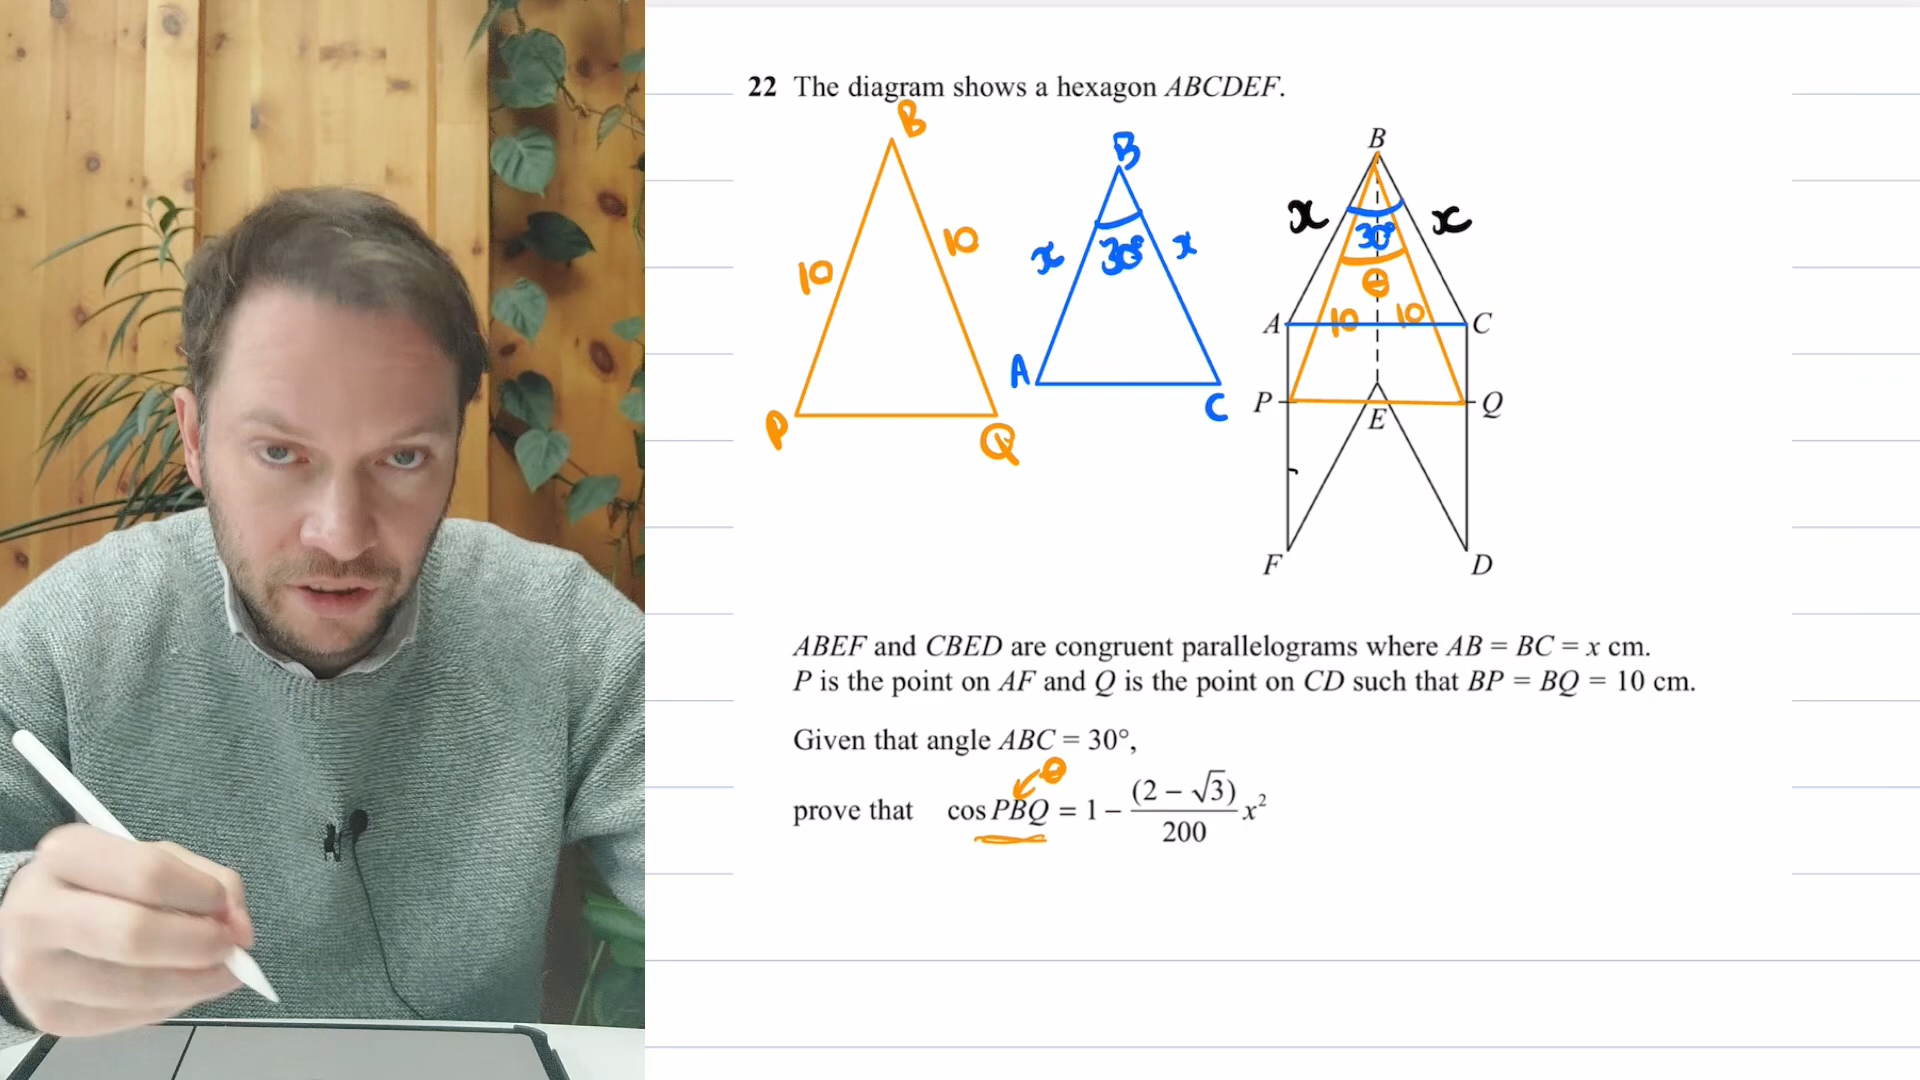 22 The diagram shows a hexagon ABCDEF.
B
10
10
P
Q
B
x
30°
x
A
C
B
x
x
30°
θ
10
10
A
C
P
E
Q
F
D
ABEF and CBED are congruent parallelograms where AB = BC = x cm.
P is the point on AF and Q is the point on CD such that BP = BQ = 10 cm.
Given that angle ABC = 30°,
θ
prove that cos PBQ = 1 − (2 − √3)/200 x²